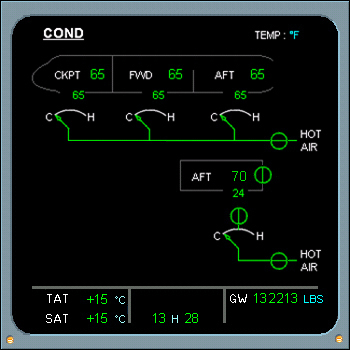 COND TEMP : °F
CKPT 65 FWD 65 AFT 65
65 65 65
C H C H C H
HOT
AIR
AFT 70
24
C H
HOT
AIR
TAT +15 °C GW 132213 LBS
SAT +15 °C 13 H 28